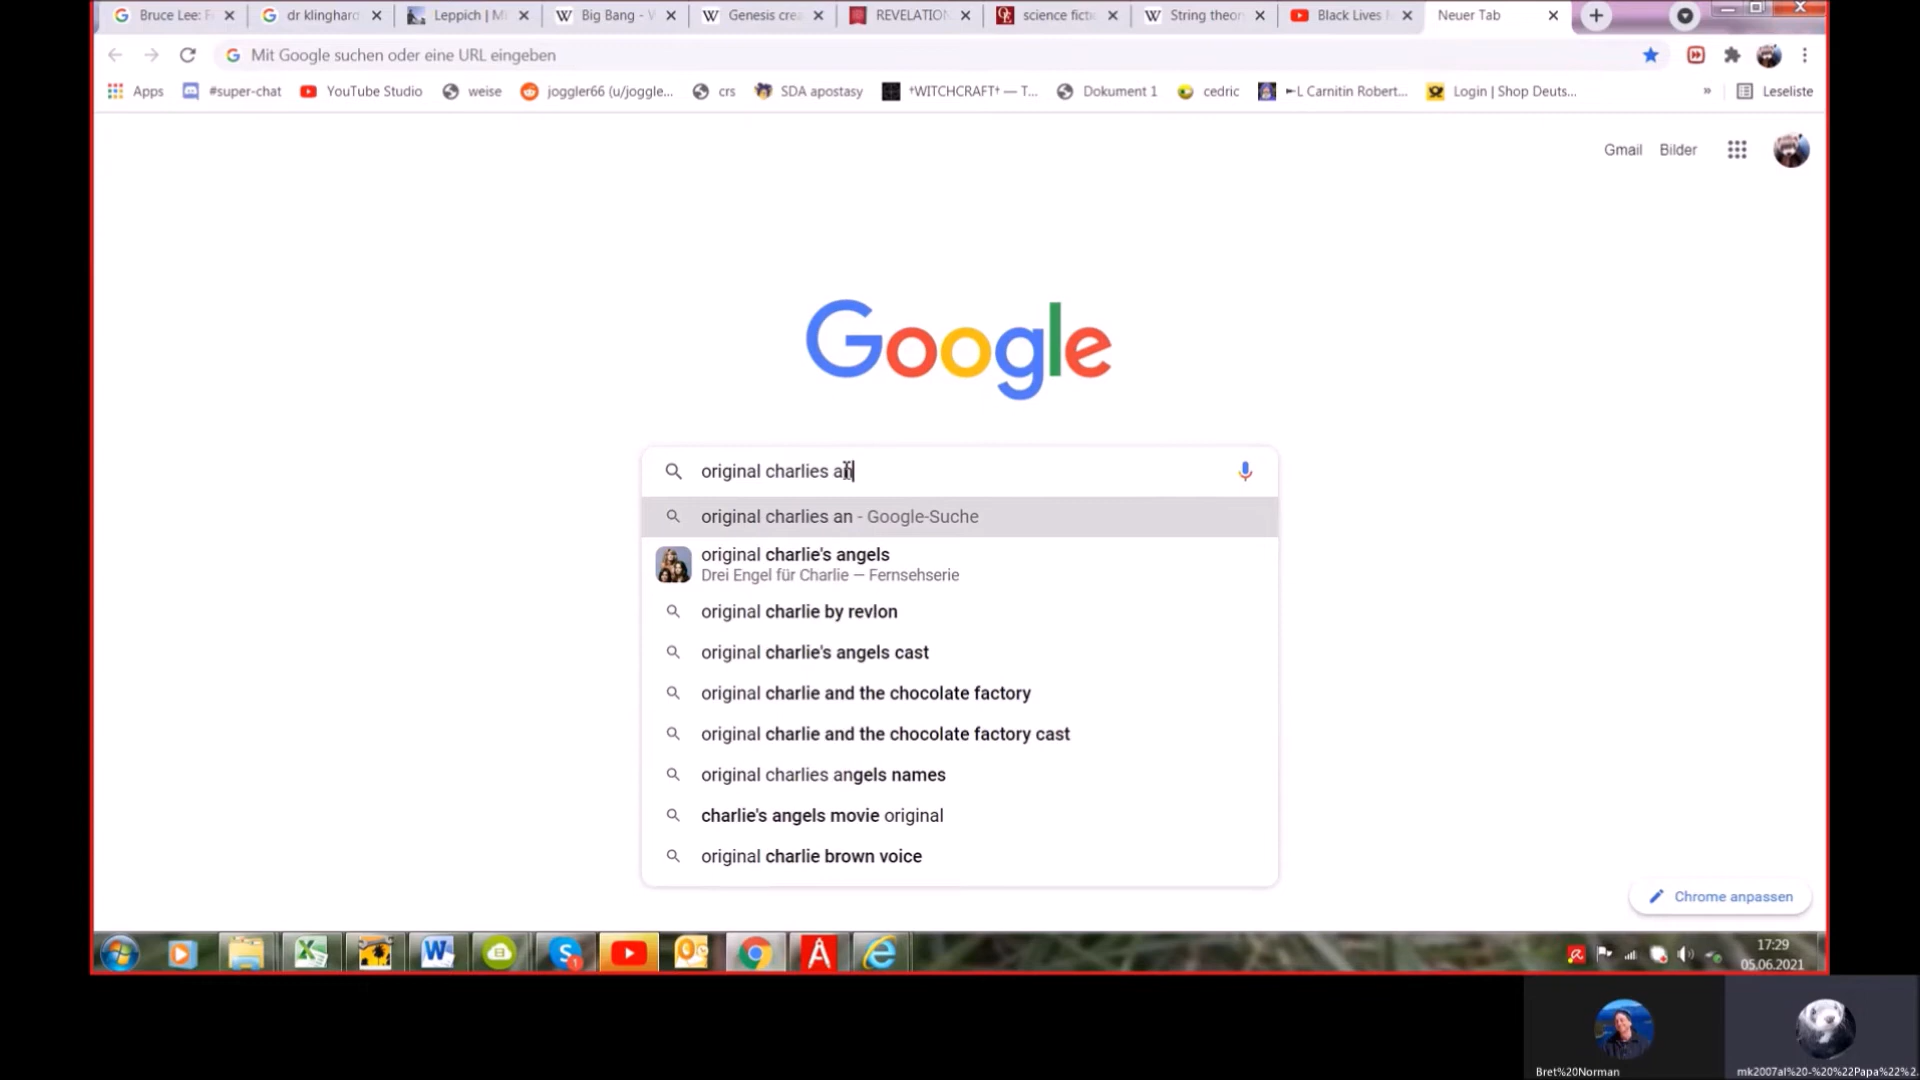 Bruce Lee: F
dr klinghard
Leppich | MI
Big Bang - V
Genesis crea
REVELATION
science fictio
String theor
Black Lives
Neuer Tab
Mit Google suchen oder eine URL eingeben
Apps
#super-chat
YouTube Studio
weise
joggler66 (u/joggle...
crs
SDA apostasy
*WITCHCRAFT* — T...
Dokument 1
cedric
L Carnitin Robert...
Login | Shop Deuts...
»
Leseliste
Gmail
Bilder
Google
original charlies an
original charlies an - Google-Suche
original charlie's angels
Drei Engel für Charlie — Fernsehserie
original charlie by revlon
original charlie's angels cast
original charlie and the chocolate factory
original charlie and the chocolate factory cast
original charlies angels names
charlie's angels movie original
original charlie brown voice
Chrome anpassen
17:29
05.06.2021
Bret%20Norman
mk2007al%20-%20%22Papa%22%2.